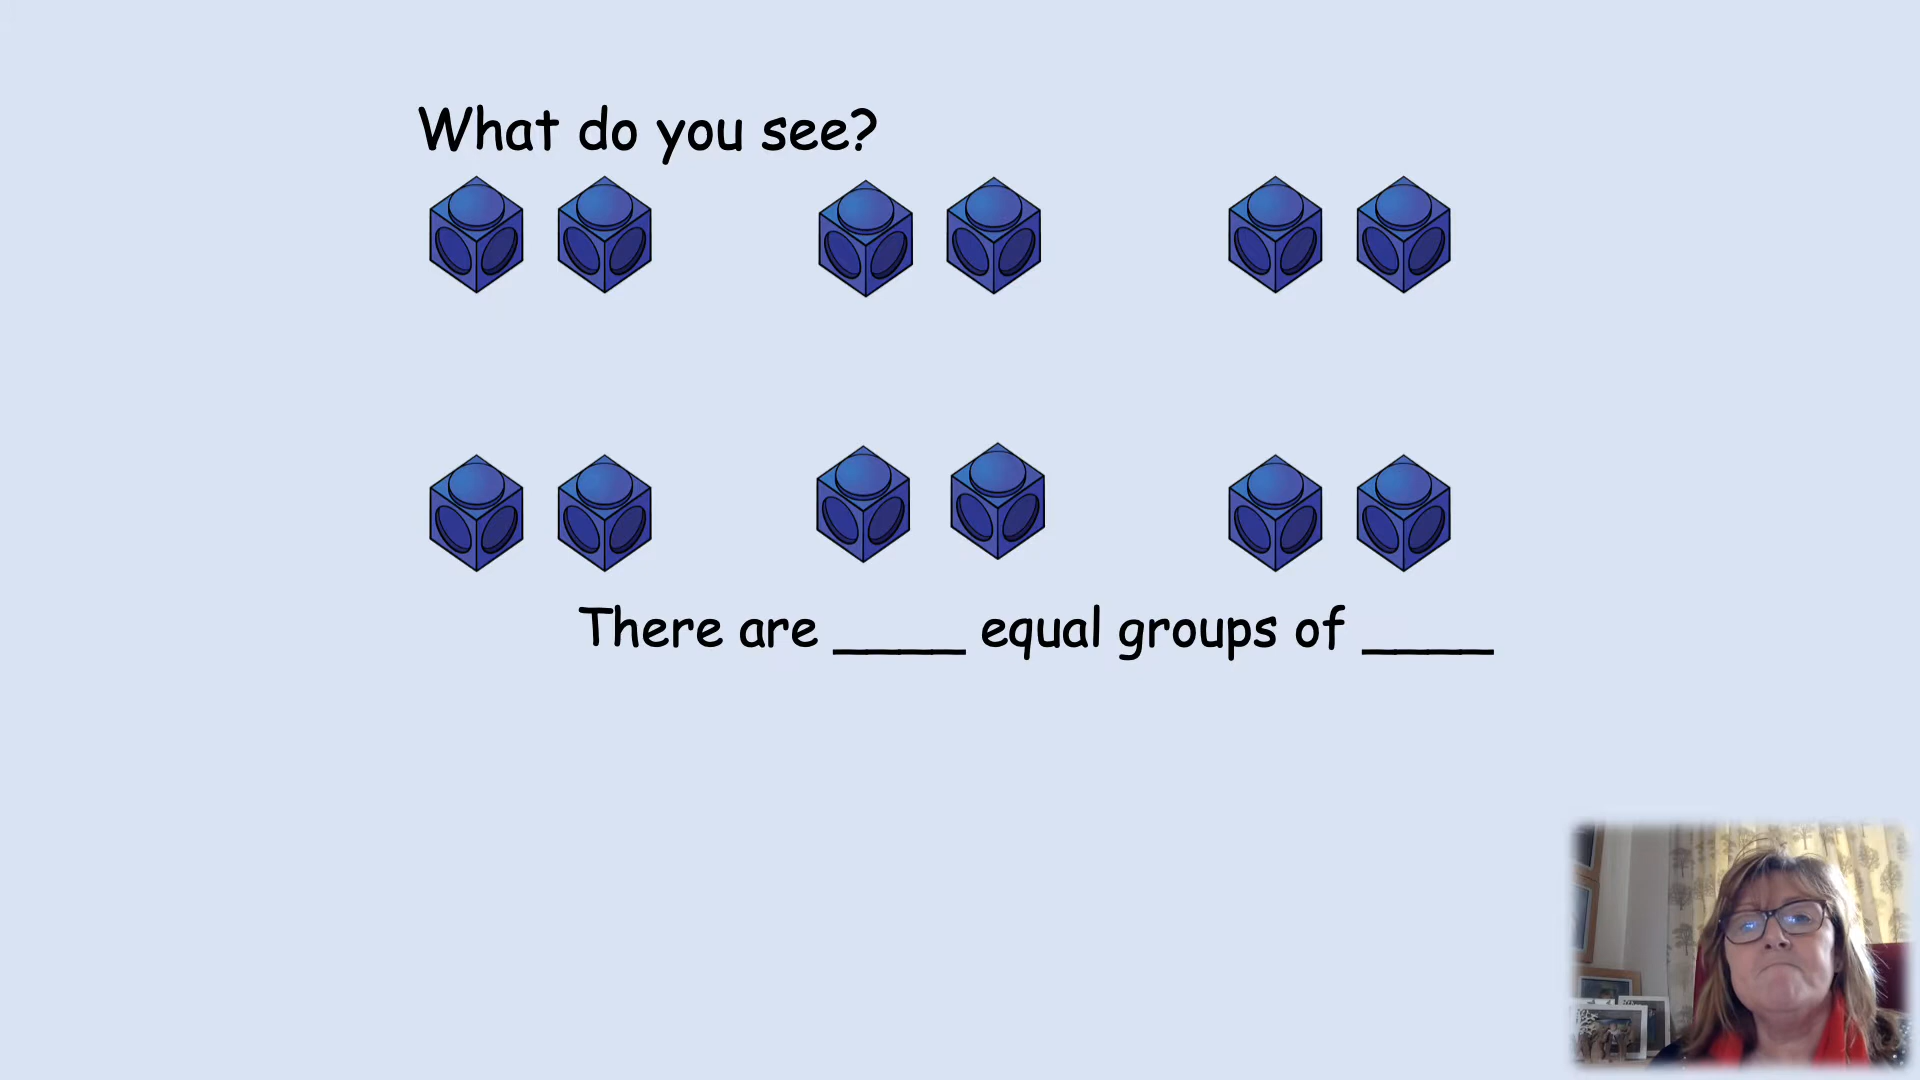 What do you see?
There are ____ equal groups of ____